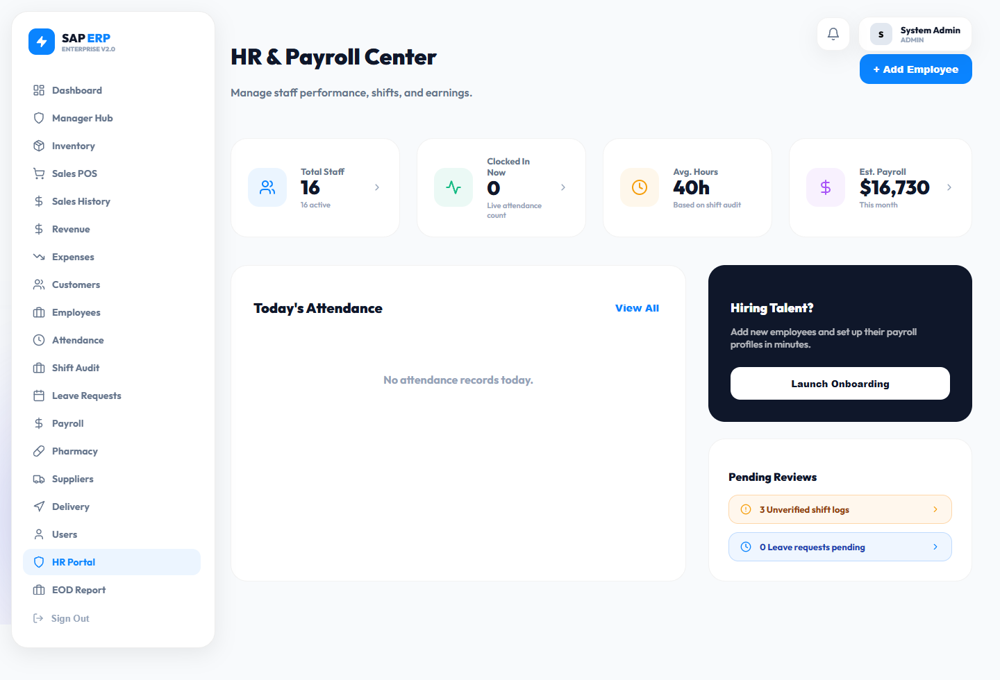 SAP ERP
ENTERPRISE V2.0
Dashboard
Manager Hub
Inventory
Sales POS
Sales History
Revenue
Expenses
Customers
Employees
Attendance
Shift Audit
Leave Requests
Payroll
Pharmacy
Suppliers
Delivery
Users
HR Portal
EOD Report
Sign Out
S
System Admin
ADMIN
HR & Payroll Center
+ Add Employee
Manage staff performance, shifts, and earnings.
Total Staff
16
16 active
Clocked In
Now
0
Live attendance
count
Avg. Hours
40h
Based on shift audit
Est. Payroll
$16,730
This month
Today's Attendance
View All
No attendance records today.
Hiring Talent?
Add new employees and set up their payroll
profiles in minutes.
Launch Onboarding
Pending Reviews
3 Unverified shift logs
0 Leave requests pending